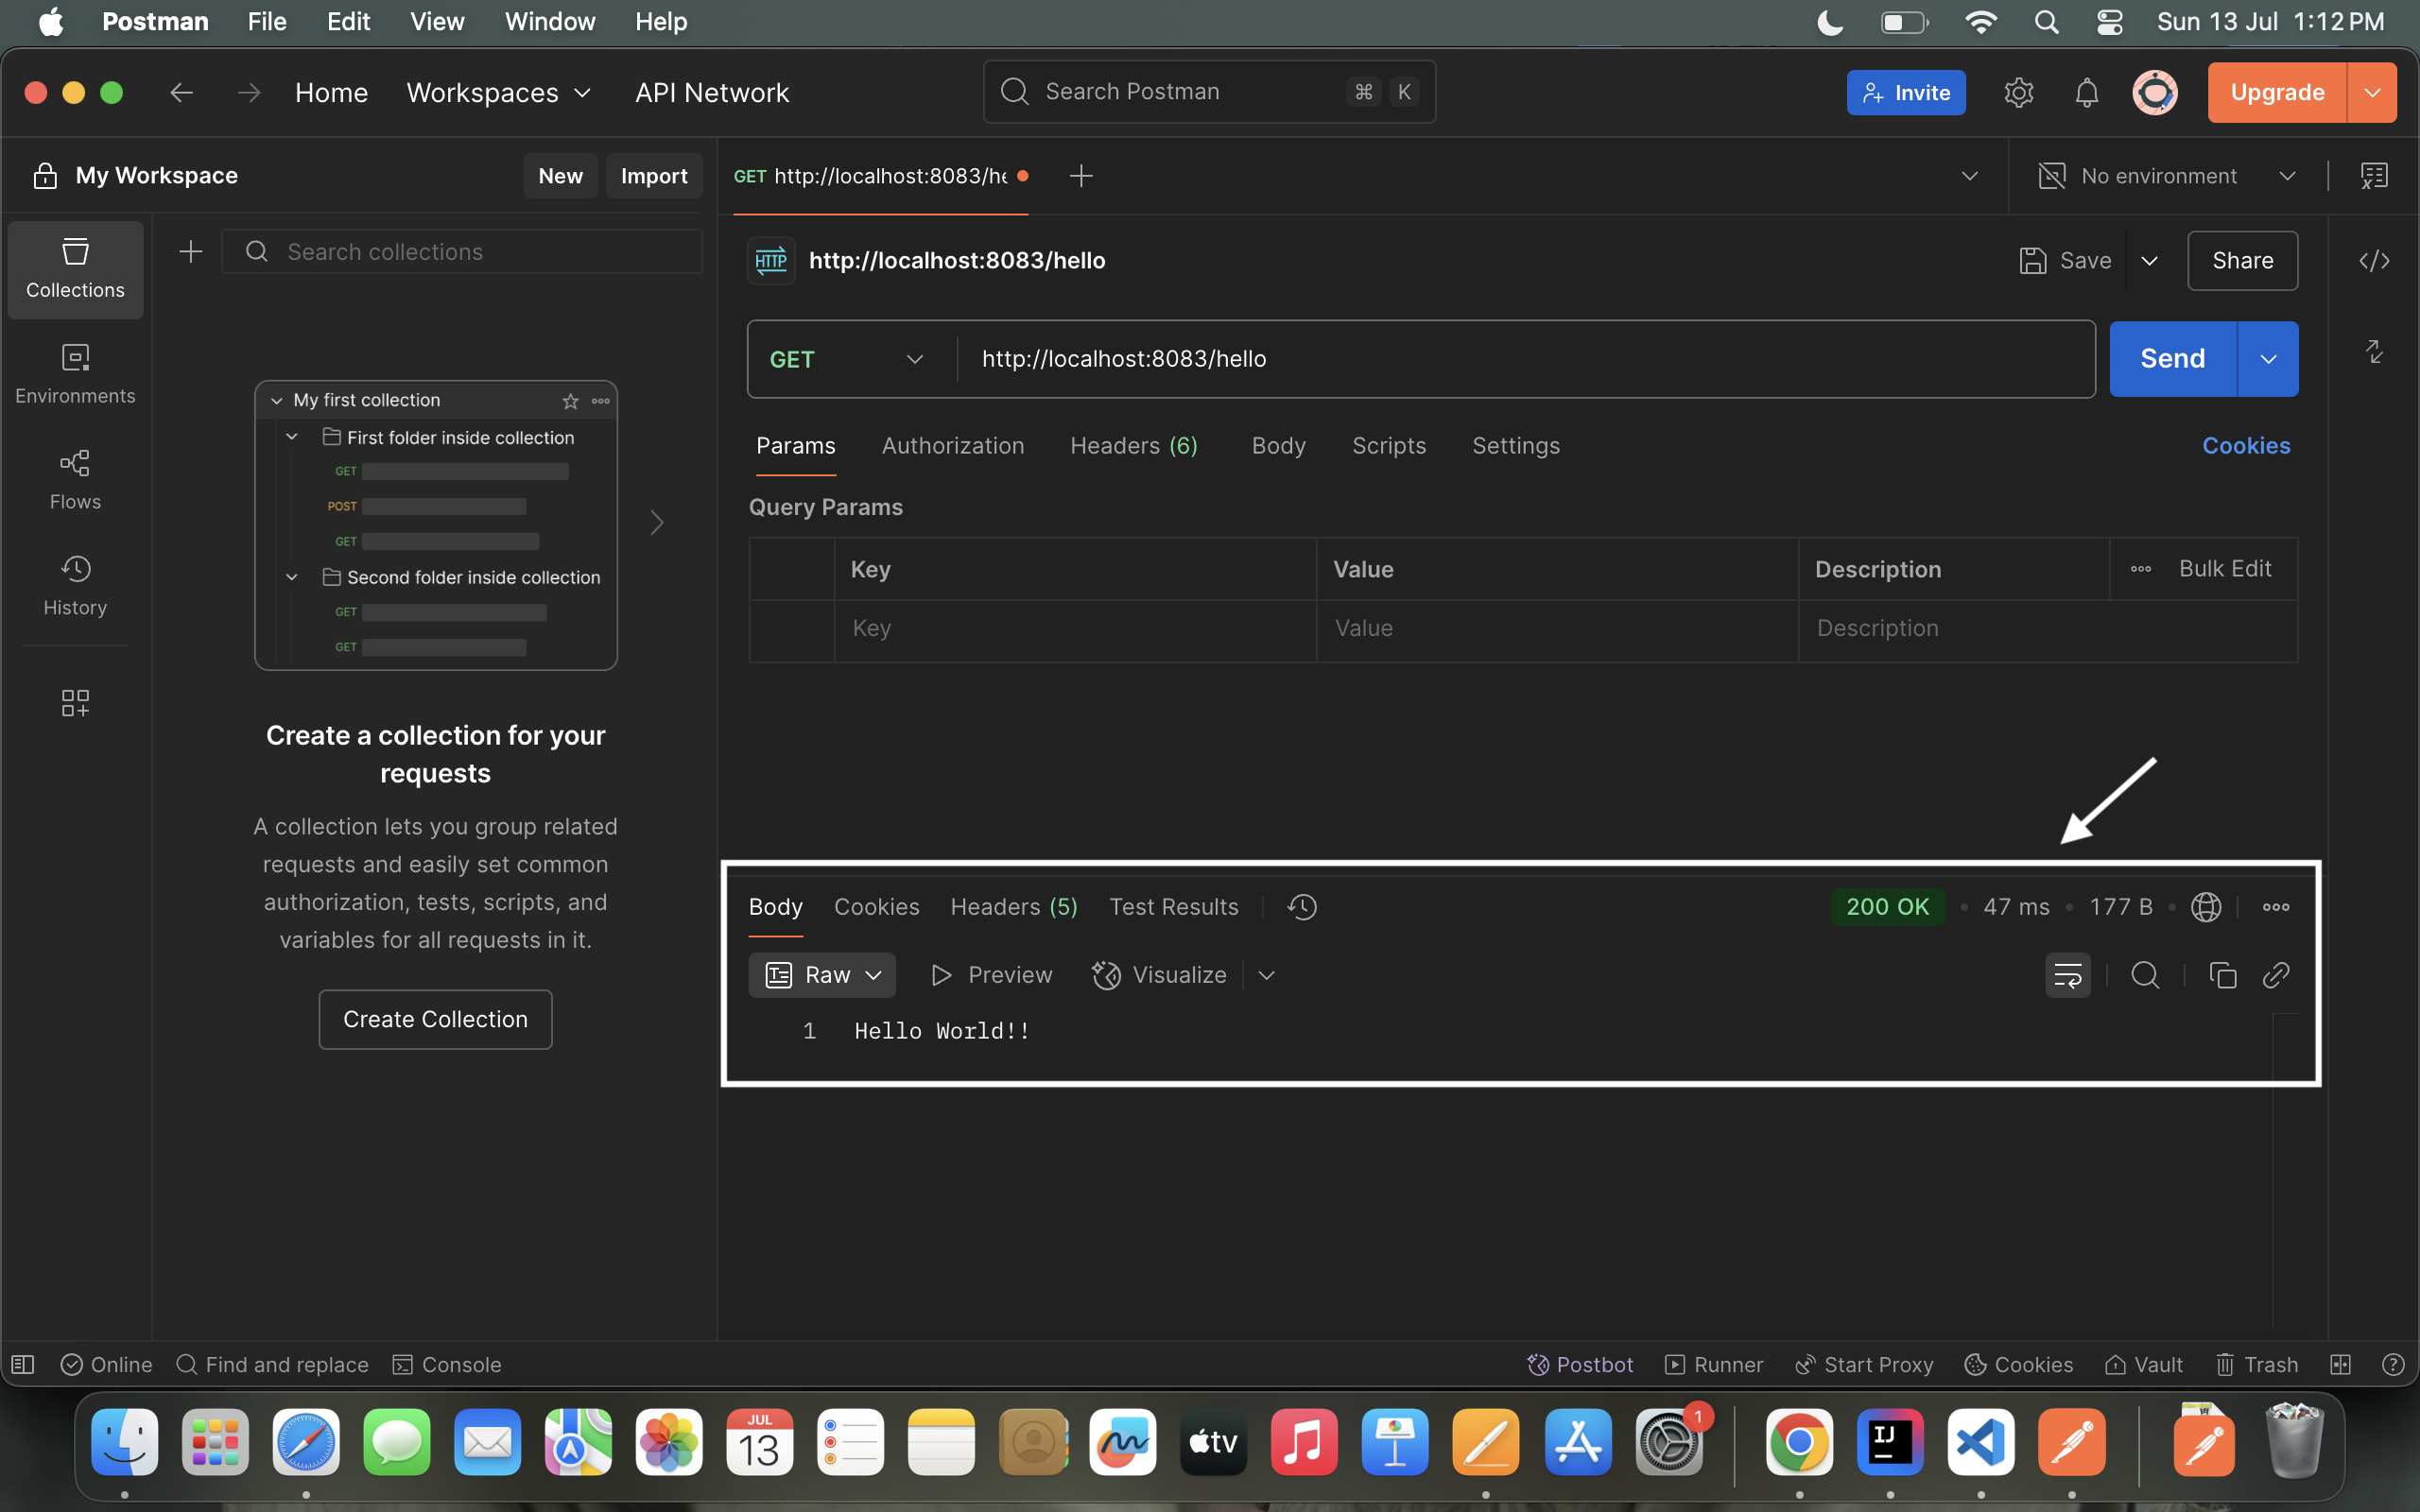 Postman File Edit View Window Help Sun 13 Jul 1:12 PM
Home Workspaces API Network Search Postman ⌘ K Invite Upgrade
My Workspace New Import GET http://localhost:8083/he No environment
Collections
Environments
Flows
History
Search collections
My first collection
First folder inside collection
GET
POST
GET
Second folder inside collection
GET
GET
Create a collection for your
requests
A collection lets you group related
requests and easily set common
authorization, tests, scripts, and
variables for all requests in it.
Create Collection
HTTP http://localhost:8083/hello Save Share
GET http://localhost:8083/hello Send
Params Authorization Headers (6) Body Scripts Settings Cookies
Query Params
Key Value Description Bulk Edit
Key Value Description
Body Cookies Headers (5) Test Results 200 OK 47 ms 177 B
Raw Preview Visualize
1 Hello World!!
Online Find and replace Console Postbot Runner Start Proxy Cookies Vault Trash
JUL
13
tv
1
IJ